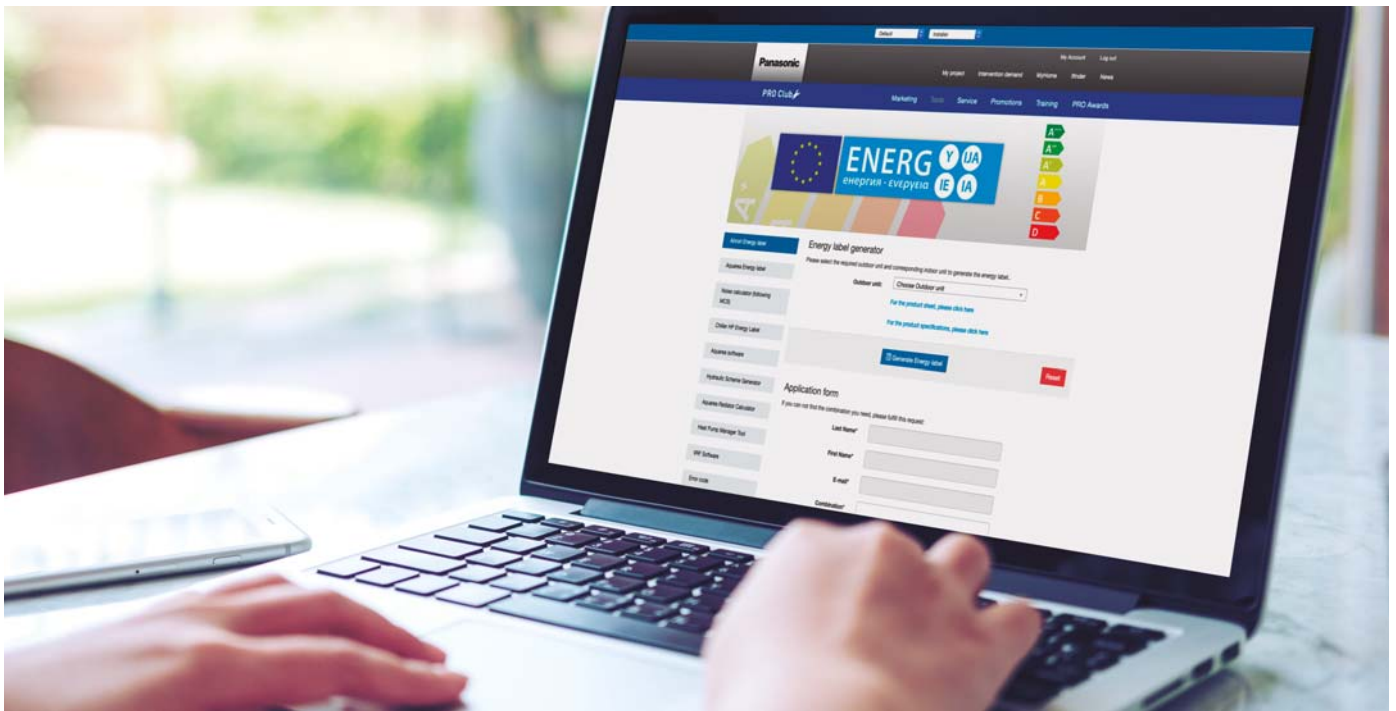 Default
Installer
My Account
Log out
Panasonic
My project
Intervention demand
MyHome
Binder
News
PRO Club
Marketing
Tools
Service
Promotions
Training
PRO Awards
ENERG
Y
IJA
IE
IA
енергия - ενεργεια
A+
A+++
A++
A+
A
B
C
D
Energy label generator
Please select the required outdoor unit and corresponding indoor unit to generate the energy label..
Outdoor unit:
Choose Outdoor unit
For the product sheet, please click here
For the product specifications, please click here
Generate Energy label
Reset
Aircon Energy label
Aquarea Energy label
Noise calculator (following
MCS)
Chiller HP Energy Label
Aquarea software
Hydraulic Scheme Generator
Aquarea Radiator Calculator
Heat Pump Manager Tool
VRF Software
Error code
Application form
If you can not find the combination you need, please fulfill this request:
Last Name*
First Name*
E-mail*
Combination*